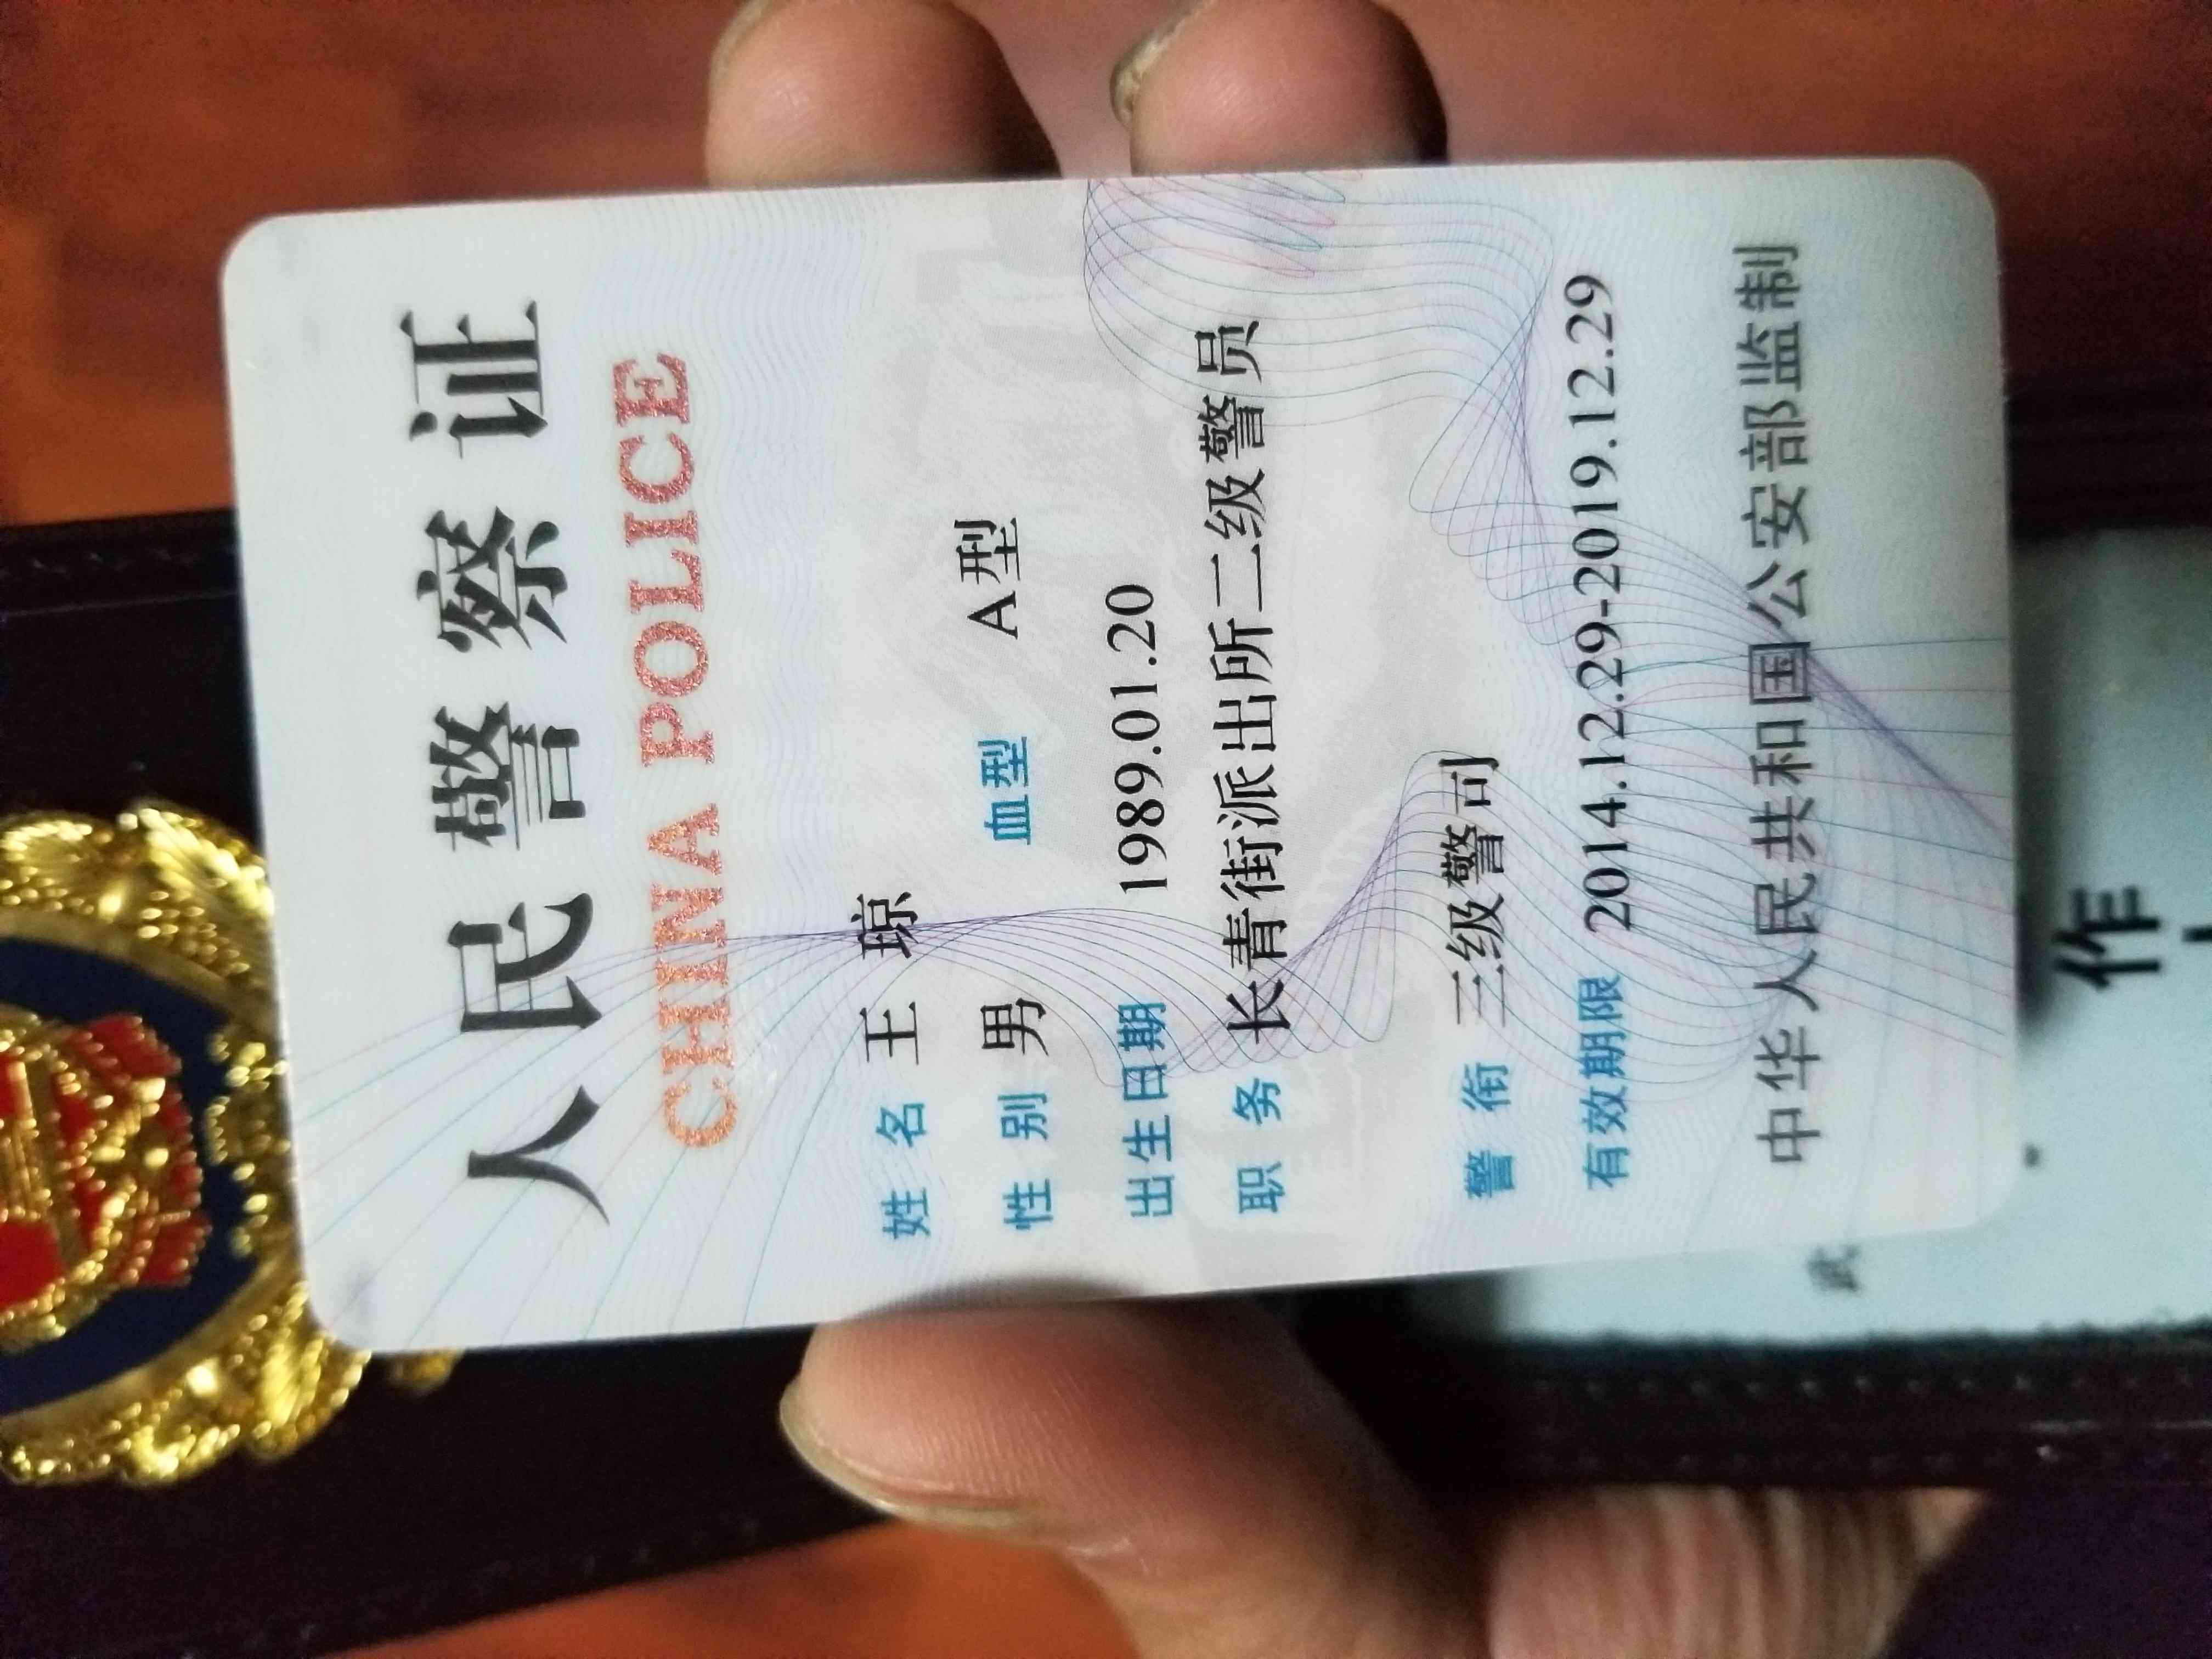 人民警察证
CHINA POLICE
姓 名 王 琼
性 别 男 血型 A型
出生日期 1989.01.20
职 务 长青街派出所二级警员
警 衔 三级警司
有效期限 2014.12.29-2019.12.29
中华人民共和国公安部监制
作
武